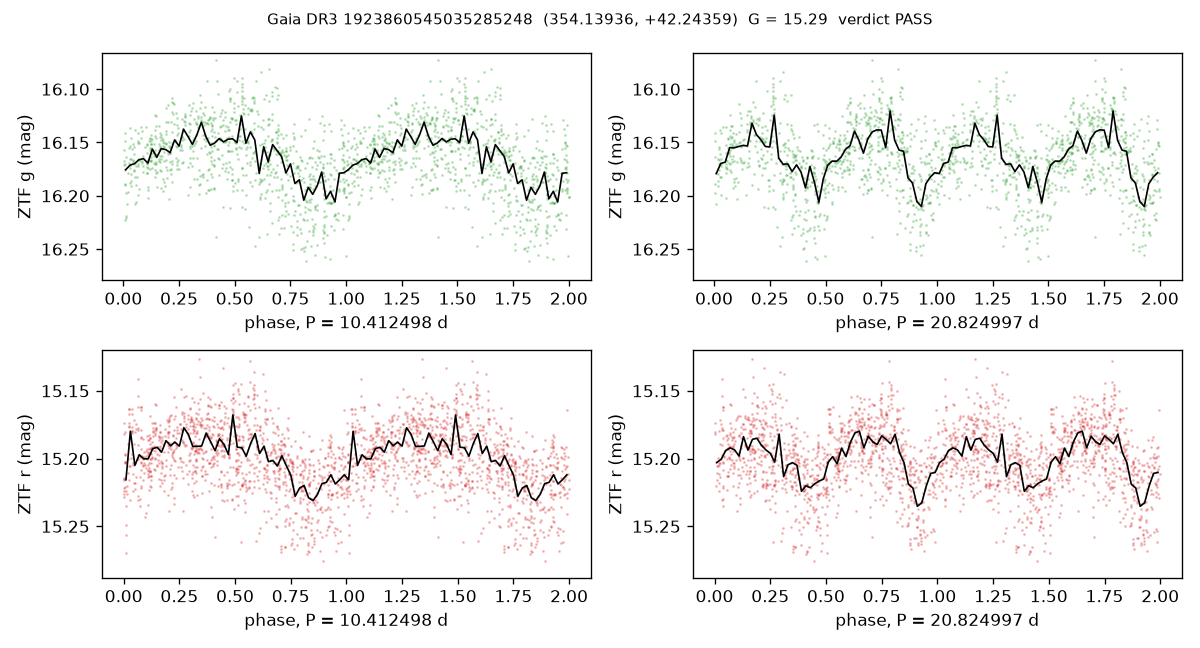 Gaia DR3 1923860545035285248 (354.13936, +42.24359) G = 15.29 verdict PASS
ZTF g (mag)
16.10
16.15
16.20
16.25
0.00 0.25 0.50 0.75 1.00 1.25 1.50 1.75 2.00
phase, P = 10.412498 d
ZTF g (mag)
16.10
16.15
16.20
16.25
0.00 0.25 0.50 0.75 1.00 1.25 1.50 1.75 2.00
phase, P = 20.824997 d
ZTF r (mag)
15.15
15.20
15.25
0.00 0.25 0.50 0.75 1.00 1.25 1.50 1.75 2.00
phase, P = 10.412498 d
ZTF r (mag)
15.15
15.20
15.25
0.00 0.25 0.50 0.75 1.00 1.25 1.50 1.75 2.00
phase, P = 20.824997 d